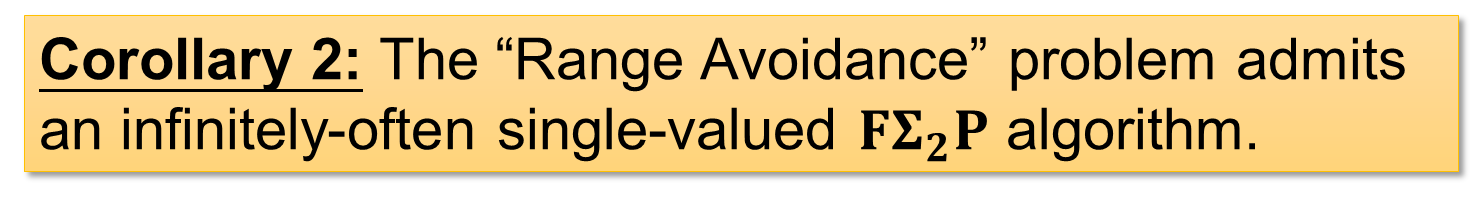 Corollary 2: The “Range Avoidance” problem admits
an infinitely-often single-valued FΣ₂P algorithm.